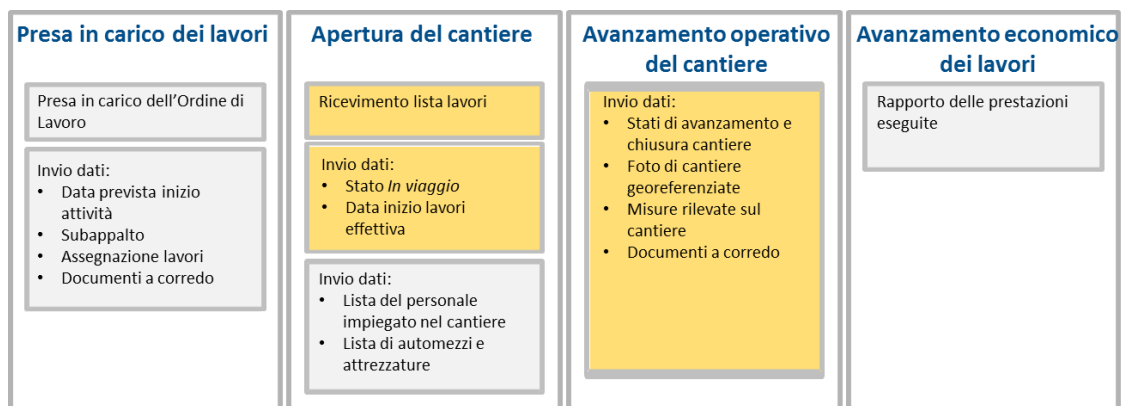 Presa in carico dei lavori
Presa in carico dell'Ordine di
Lavoro
Invio dati:
• Data prevista inizio
attività
• Subappalto
• Assegnazione lavori
• Documenti a corredo
Apertura del cantiere
Ricevimento lista lavori
Invio dati:
• Stato In viaggio
• Data inizio lavori
effettiva
Invio dati:
• Lista del personale
impiegato nel cantiere
• Lista di automezzi e
attrezzature
Avanzamento operativo
del cantiere
Invio dati:
• Stati di avanzamento e
chiusura cantiere
• Foto di cantiere
georeferenziate
• Misure rilevate sul
cantiere
• Documenti a corredo
Avanzamento economico
dei lavori
Rapporto delle prestazioni
eseguite